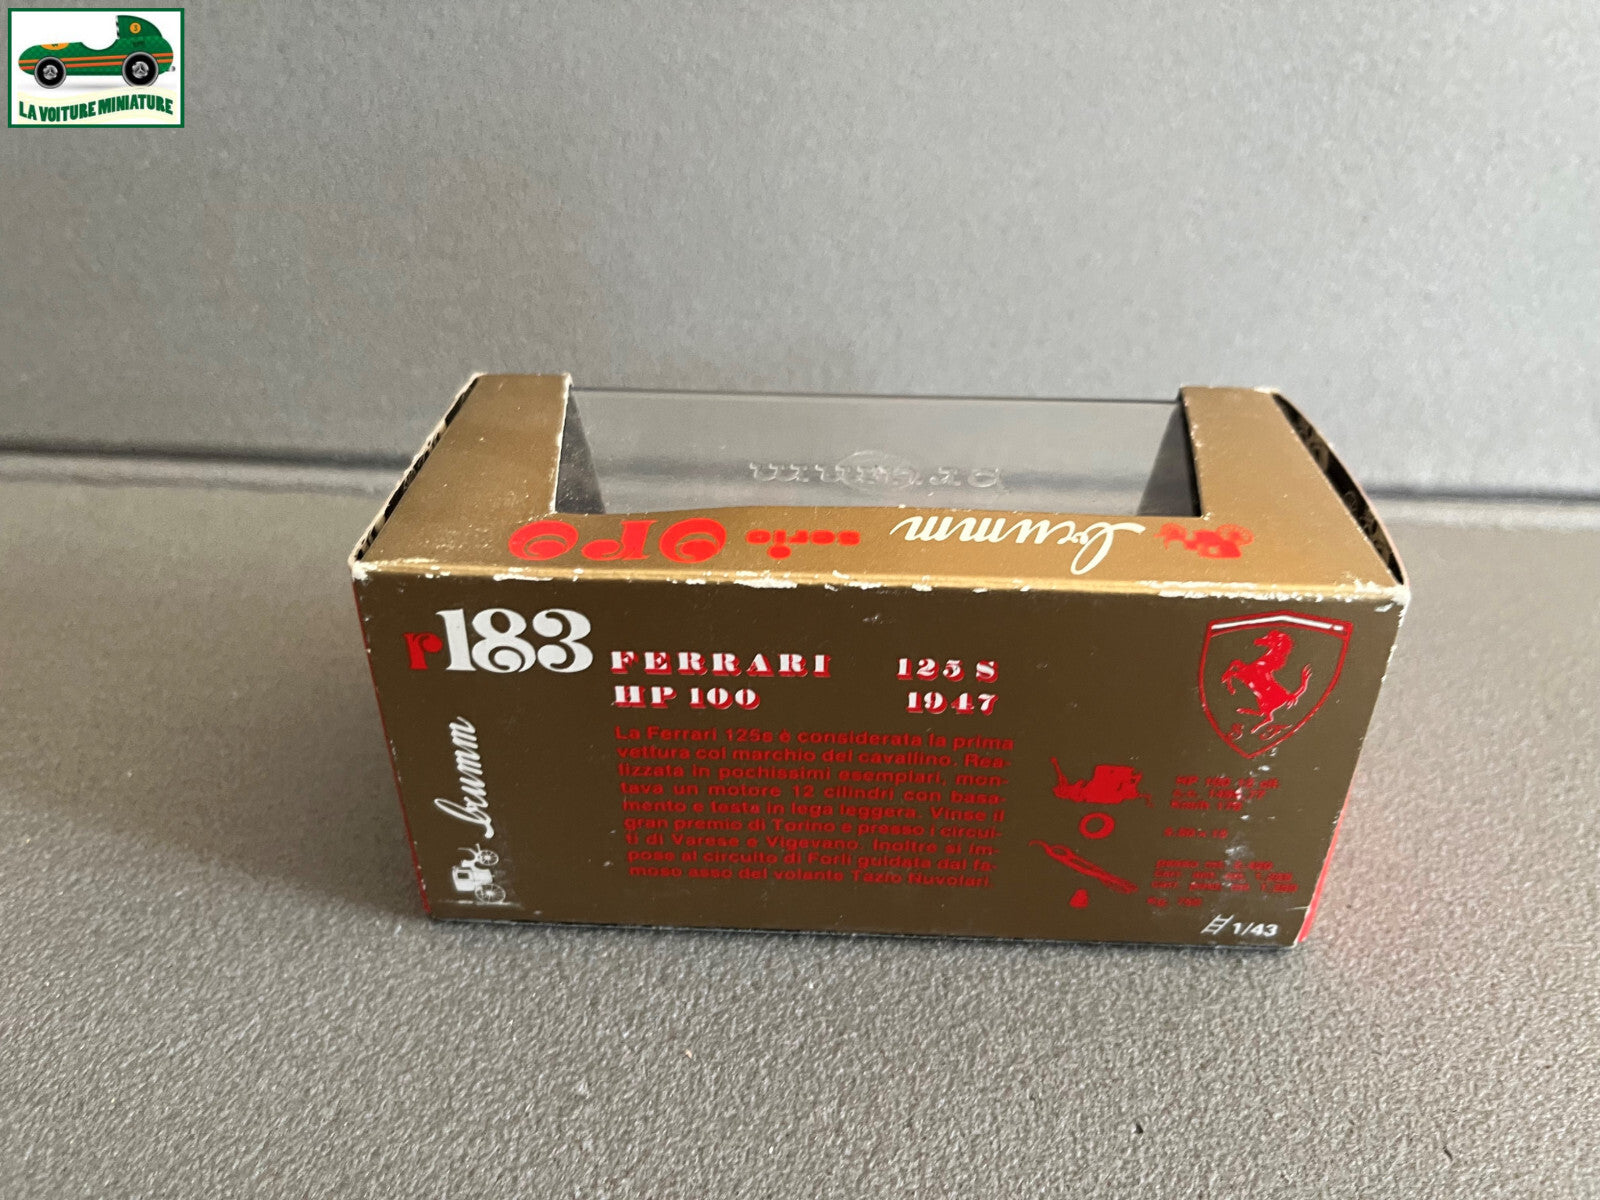 LA VOITURE MINIATURE
brumm
brumm serie oro
r183
FERRARI 125 S
HP 100 1947
La Ferrari 125s è considerata la prima
vettura col marchio del cavallino. Rea-
lizzata in pochissimi esemplari, mon-
tava un motore 12 cilindri con basa-
mento e testa in lega leggera. Vinse il
gran premio di Torino e presso i circui-
ti di Varese e Vigevano. Inoltre si im-
pose al circuito di Forlì guidata dal fa-
moso asso del volante Tazio Nuvolari.
brumm
S F
1/43